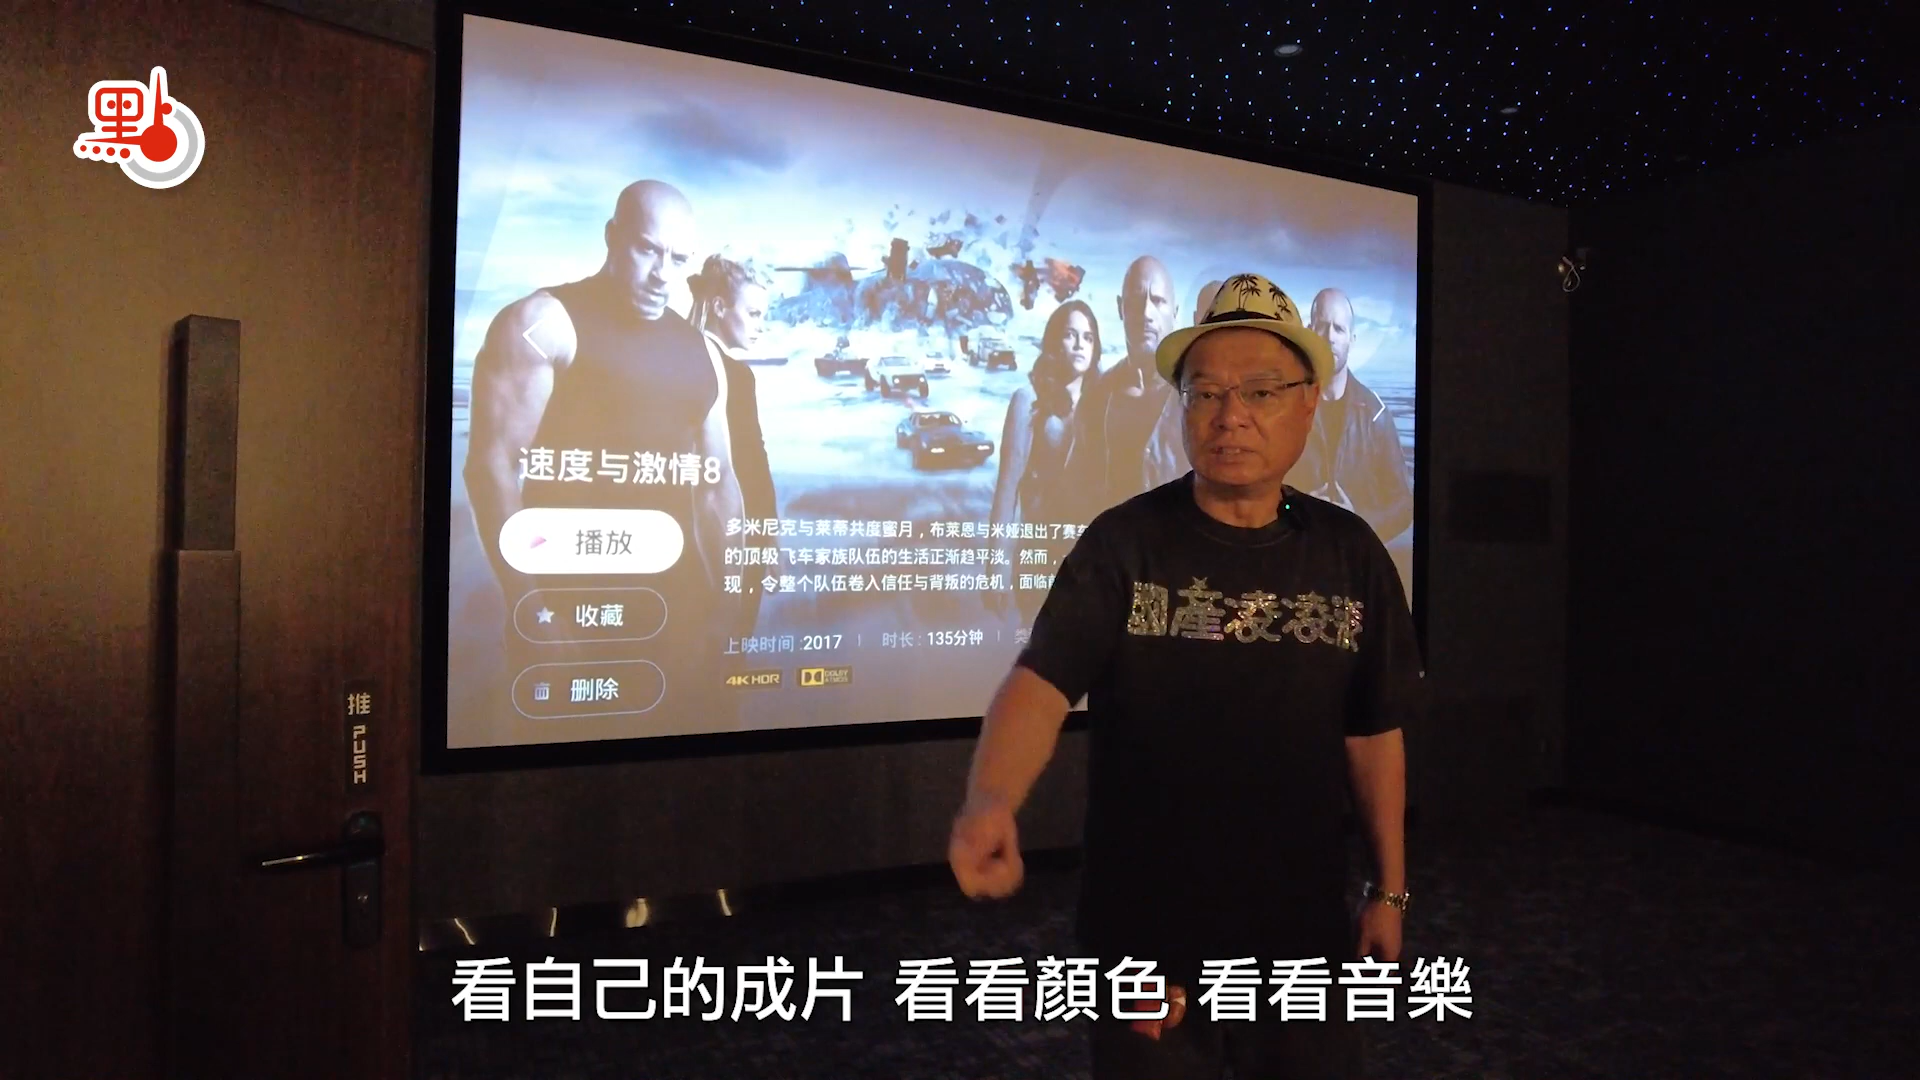 點
速度与激情8
播放
收藏
删除
多米尼克与莱蒂共度蜜月，布莱恩与米娅退出了赛车
的顶级飞车家族队伍的生活正渐趋平淡。然而，
现，令整个队伍卷入信任与背叛的危机，面临
上映时间:2017 | 时长:135分钟 | 类
4K HDR DOLBY ATMOS
國產凌凌漆
推
PUSH
看自己的成片 看看顏色 看看音樂